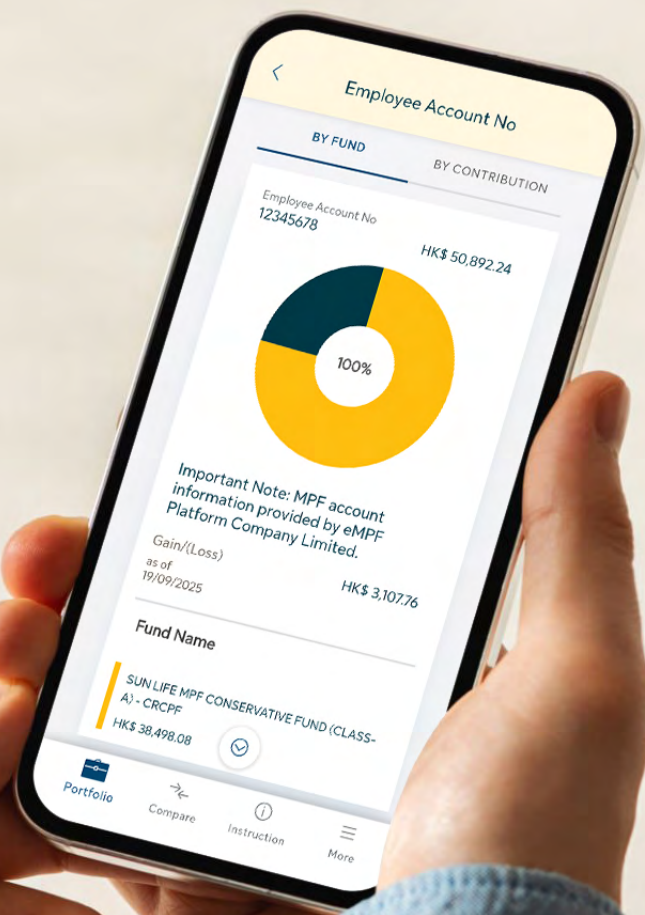 Employee Account No
BY FUND
BY CONTRIBUTION
Employee Account No
12345678
HK$ 50,892.24
100%
Important Note: MPF account
information provided by eMPF
Platform Company Limited.
Gain/(Loss)
as of
19/09/2025
HK$ 3,107.76
Fund Name
SUN LIFE MPF CONSERVATIVE FUND (CLASS-
A) - CRCPF
HK$ 38,498.08
Portfolio
Compare
Instruction
More